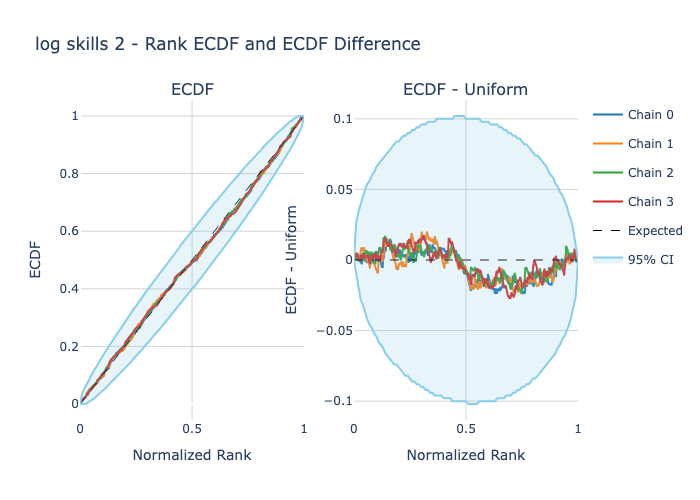 log skills 2 - Rank ECDF and ECDF Difference
ECDF
ECDF - Uniform
1
0.8
0.6
0.4
0.2
0
0
0.5
1
ECDF
Normalized Rank
0.1
0.05
0
−0.05
−0.1
0
0.5
1
ECDF - Uniform
Normalized Rank
Chain 0
Chain 1
Chain 2
Chain 3
Expected
95% CI